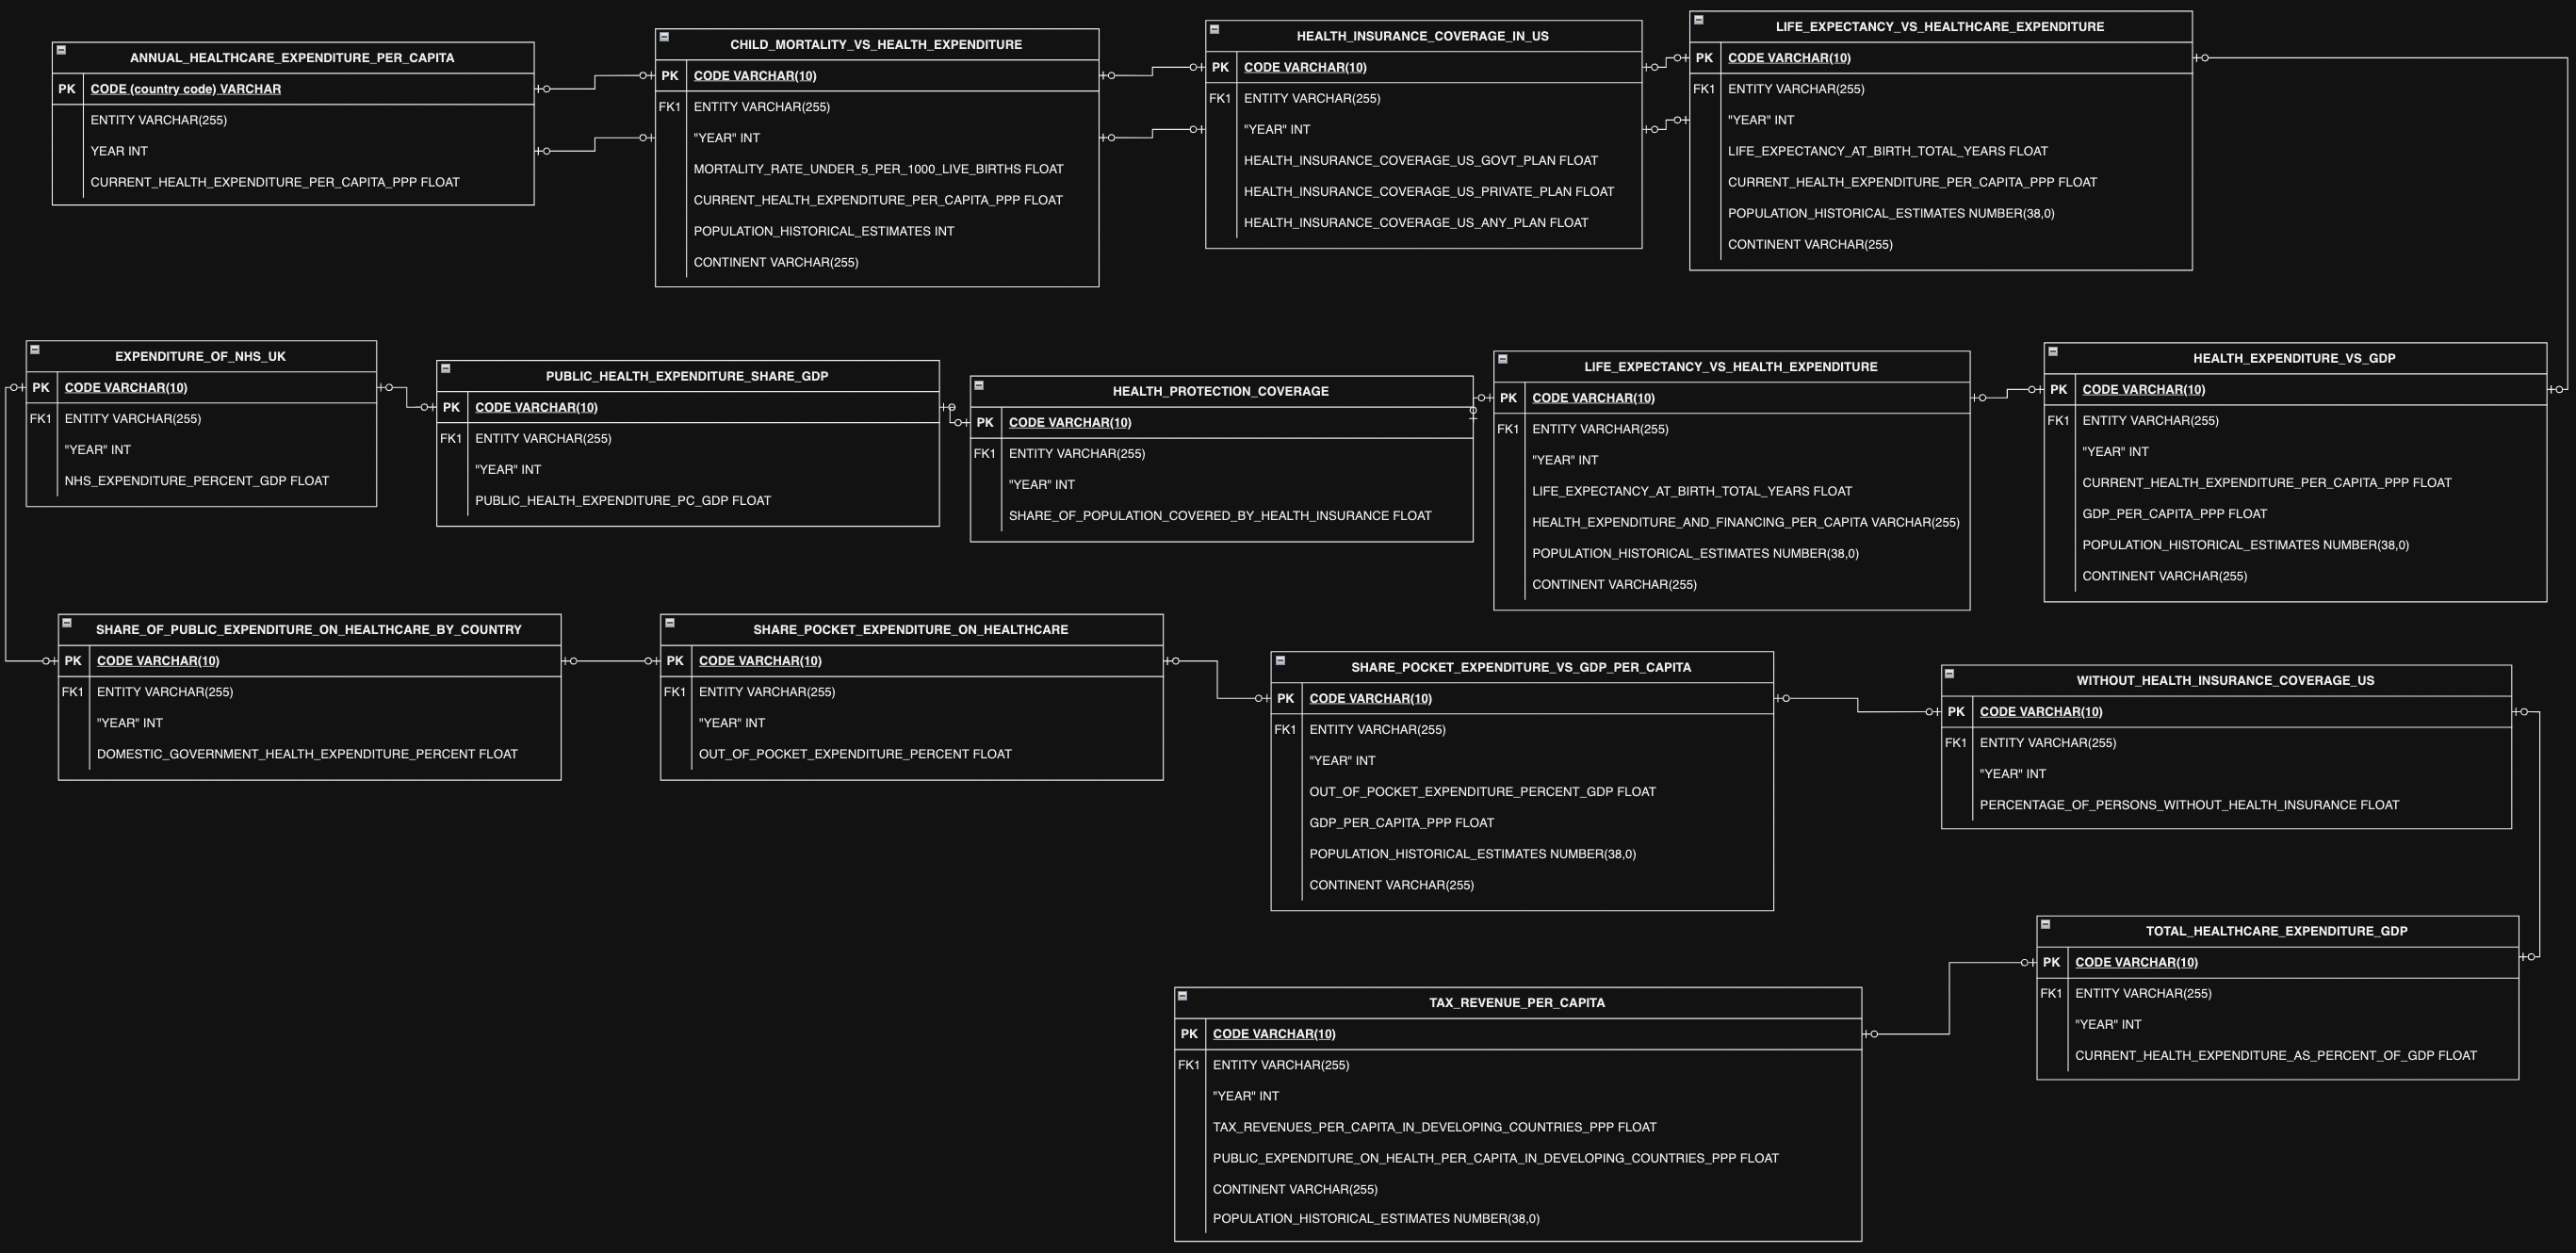 ANNUAL_HEALTHCARE_EXPENDITURE_PER_CAPITA
PK CODE (country code) VARCHAR
ENTITY VARCHAR(255)
YEAR INT
CURRENT_HEALTH_EXPENDITURE_PER_CAPITA_PPP FLOAT
CHILD_MORTALITY_VS_HEALTH_EXPENDITURE
PK CODE VARCHAR(10)
FK1 ENTITY VARCHAR(255)
"YEAR" INT
MORTALITY_RATE_UNDER_5_PER_1000_LIVE_BIRTHS FLOAT
CURRENT_HEALTH_EXPENDITURE_PER_CAPITA_PPP FLOAT
POPULATION_HISTORICAL_ESTIMATES INT
CONTINENT VARCHAR(255)
HEALTH_INSURANCE_COVERAGE_IN_US
PK CODE VARCHAR(10)
FK1 ENTITY VARCHAR(255)
"YEAR" INT
HEALTH_INSURANCE_COVERAGE_US_GOVT_PLAN FLOAT
HEALTH_INSURANCE_COVERAGE_US_PRIVATE_PLAN FLOAT
HEALTH_INSURANCE_COVERAGE_US_ANY_PLAN FLOAT
LIFE_EXPECTANCY_VS_HEALTHCARE_EXPENDITURE
PK CODE VARCHAR(10)
FK1 ENTITY VARCHAR(255)
"YEAR" INT
LIFE_EXPECTANCY_AT_BIRTH_TOTAL_YEARS FLOAT
CURRENT_HEALTH_EXPENDITURE_PER_CAPITA_PPP FLOAT
POPULATION_HISTORICAL_ESTIMATES NUMBER(38,0)
CONTINENT VARCHAR(255)
EXPENDITURE_OF_NHS_UK
PK CODE VARCHAR(10)
FK1 ENTITY VARCHAR(255)
"YEAR" INT
NHS_EXPENDITURE_PERCENT_GDP FLOAT
PUBLIC_HEALTH_EXPENDITURE_SHARE_GDP
PK CODE VARCHAR(10)
FK1 ENTITY VARCHAR(255)
"YEAR" INT
PUBLIC_HEALTH_EXPENDITURE_PC_GDP FLOAT
HEALTH_PROTECTION_COVERAGE
PK CODE VARCHAR(10)
FK1 ENTITY VARCHAR(255)
"YEAR" INT
SHARE_OF_POPULATION_COVERED_BY_HEALTH_INSURANCE FLOAT
LIFE_EXPECTANCY_VS_HEALTH_EXPENDITURE
PK CODE VARCHAR(10)
FK1 ENTITY VARCHAR(255)
"YEAR" INT
LIFE_EXPECTANCY_AT_BIRTH_TOTAL_YEARS FLOAT
HEALTH_EXPENDITURE_AND_FINANCING_PER_CAPITA VARCHAR(255)
POPULATION_HISTORICAL_ESTIMATES NUMBER(38,0)
CONTINENT VARCHAR(255)
HEALTH_EXPENDITURE_VS_GDP
PK CODE VARCHAR(10)
FK1 ENTITY VARCHAR(255)
"YEAR" INT
CURRENT_HEALTH_EXPENDITURE_PER_CAPITA_PPP FLOAT
GDP_PER_CAPITA_PPP FLOAT
POPULATION_HISTORICAL_ESTIMATES NUMBER(38,0)
CONTINENT VARCHAR(255)
SHARE_OF_PUBLIC_EXPENDITURE_ON_HEALTHCARE_BY_COUNTRY
PK CODE VARCHAR(10)
FK1 ENTITY VARCHAR(255)
"YEAR" INT
DOMESTIC_GOVERNMENT_HEALTH_EXPENDITURE_PERCENT FLOAT
SHARE_POCKET_EXPENDITURE_ON_HEALTHCARE
PK CODE VARCHAR(10)
FK1 ENTITY VARCHAR(255)
"YEAR" INT
OUT_OF_POCKET_EXPENDITURE_PERCENT FLOAT
SHARE_POCKET_EXPENDITURE_VS_GDP_PER_CAPITA
PK CODE VARCHAR(10)
FK1 ENTITY VARCHAR(255)
"YEAR" INT
OUT_OF_POCKET_EXPENDITURE_PERCENT_GDP FLOAT
GDP_PER_CAPITA_PPP FLOAT
POPULATION_HISTORICAL_ESTIMATES NUMBER(38,0)
CONTINENT VARCHAR(255)
WITHOUT_HEALTH_INSURANCE_COVERAGE_US
PK CODE VARCHAR(10)
FK1 ENTITY VARCHAR(255)
"YEAR" INT
PERCENTAGE_OF_PERSONS_WITHOUT_HEALTH_INSURANCE FLOAT
TOTAL_HEALTHCARE_EXPENDITURE_GDP
PK CODE VARCHAR(10)
FK1 ENTITY VARCHAR(255)
"YEAR" INT
CURRENT_HEALTH_EXPENDITURE_AS_PERCENT_OF_GDP FLOAT
TAX_REVENUE_PER_CAPITA
PK CODE VARCHAR(10)
FK1 ENTITY VARCHAR(255)
"YEAR" INT
TAX_REVENUES_PER_CAPITA_IN_DEVELOPING_COUNTRIES_PPP FLOAT
PUBLIC_EXPENDITURE_ON_HEALTH_PER_CAPITA_IN_DEVELOPING_COUNTRIES_PPP FLOAT
CONTINENT VARCHAR(255)
POPULATION_HISTORICAL_ESTIMATES NUMBER(38,0)